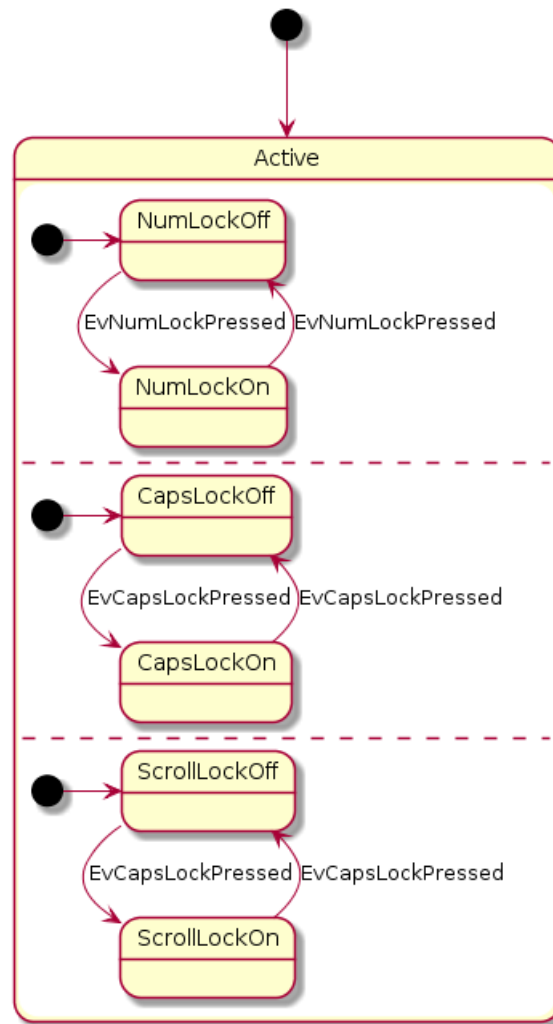 Active
NumLockOff
EvNumLockPressed EvNumLockPressed
NumLockOn
CapsLockOff
EvCapsLockPressed EvCapsLockPressed
CapsLockOn
ScrollLockOff
EvCapsLockPressed EvCapsLockPressed
ScrollLockOn